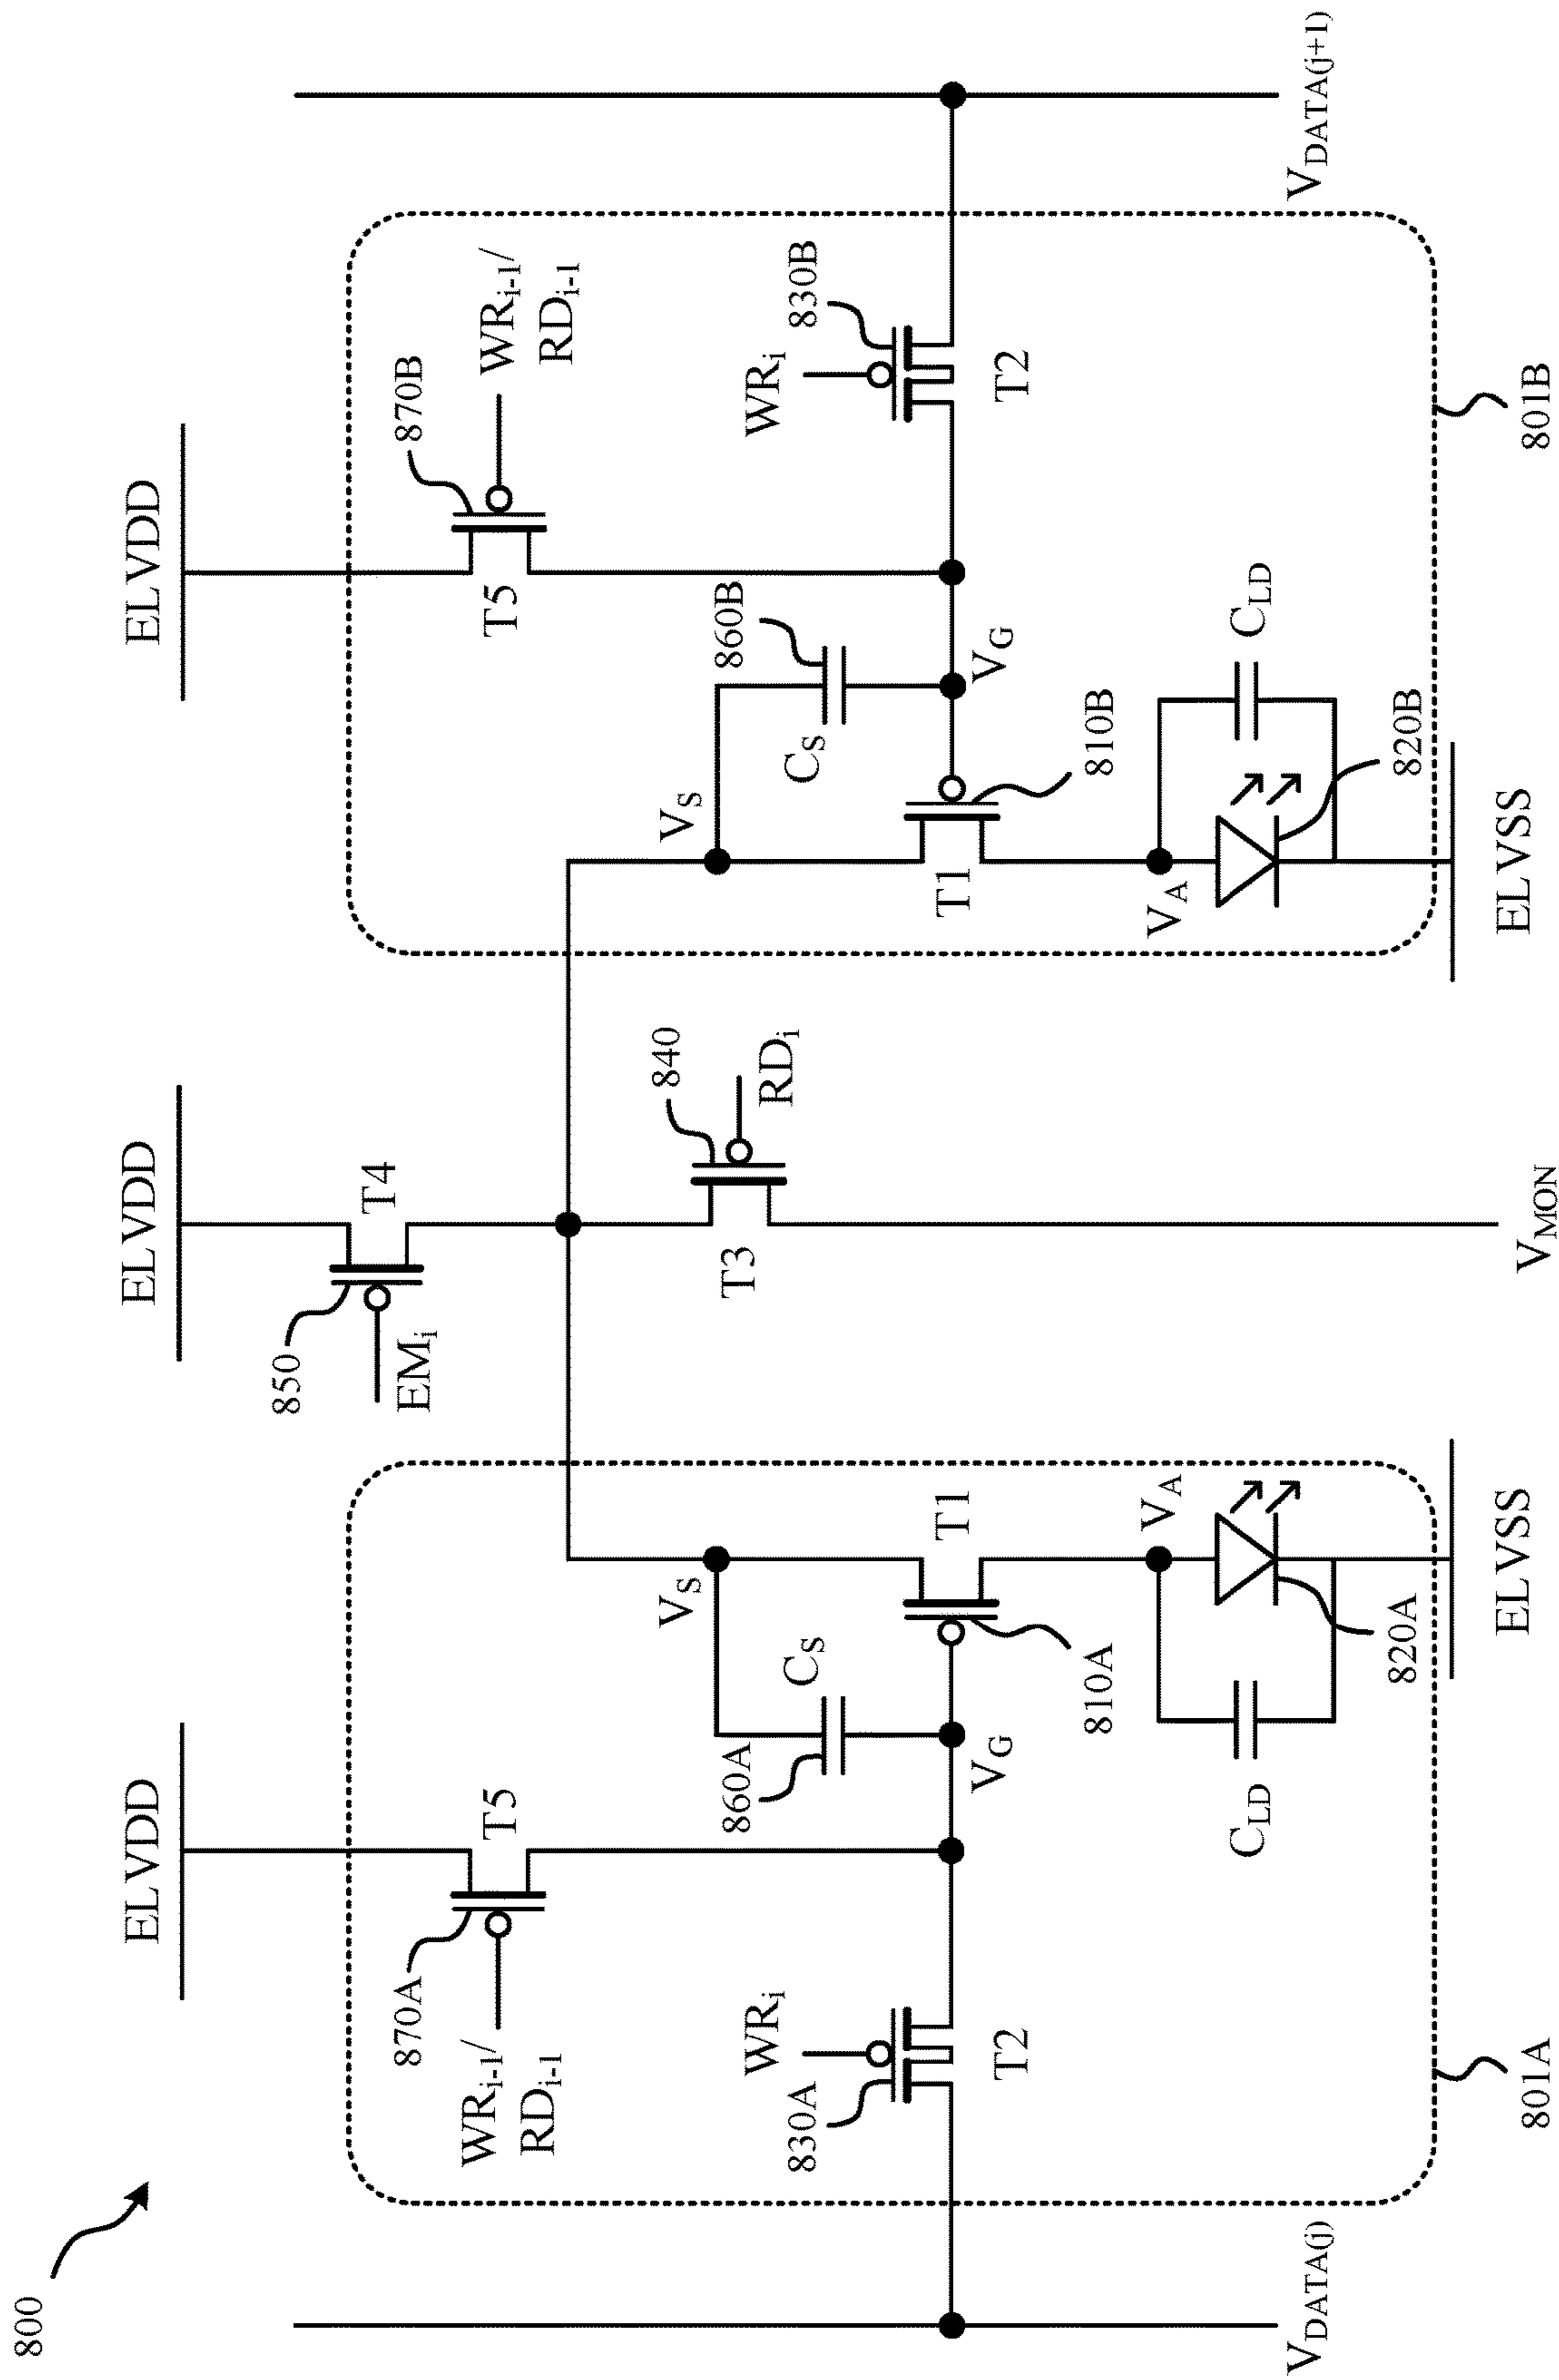 800
ELVDD
ELVDD
ELVDD
850
T4
EMi
870A
T5
WRi-1/
RDi-1
870B
T5
WRi-1/
RDi-1
VS
860A
CS
T3
840
RDi
VS
CS
860B
WRi
830A
T2
VG
T1
810A
T1
810B
VG
WRi
830B
T2
VA
CLD
820A
VA
CLD
820B
VDATA(j)
801A
ELVSS
VMON
ELVSS
801B
VDATA(j+1)